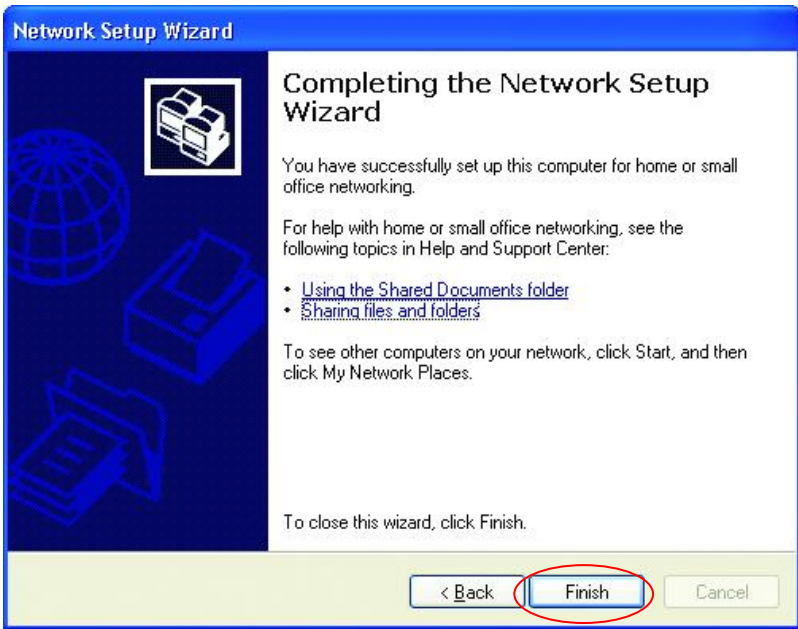 Network Setup Wizard
Completing the Network Setup
Wizard
You have successfully set up this computer for home or small
office networking.
For help with home or small office networking, see the
following topics in Help and Support Center:
• Using the Shared Documents folder
• Sharing files and folders
To see other computers on your network, click Start, and then
click My Network Places.
To close this wizard, click Finish.
< Back
Finish
Cancel